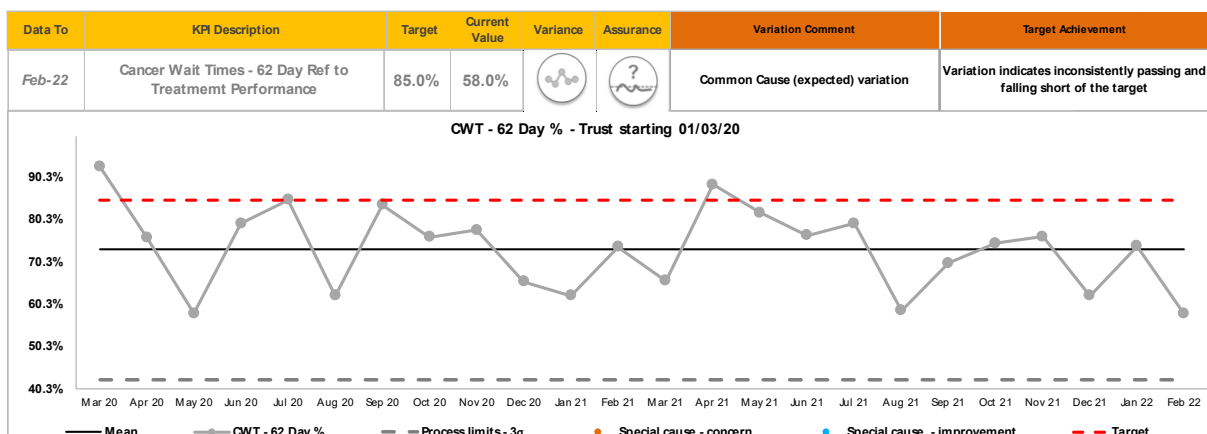 Data To KPI Description Target Current Value Variance Assurance Variation Comment Target Achievement
Feb-22 Cancer Wait Times - 62 Day Ref to Treatmemt Performance 85.0% 58.0% ? Common Cause (expected) variation Variation indicates inconsistently passing and falling short of the target
CWT - 62 Day % - Trust starting 01/03/20
90.3%
80.3%
70.3%
60.3%
50.3%
40.3%
Mar 20 Apr 20 May 20 Jun 20 Jul 20 Aug 20 Sep 20 Oct 20 Nov 20 Dec 20 Jan 21 Feb 21 Mar 21 Apr 21 May 21 Jun 21 Jul 21 Aug 21 Sep 21 Oct 21 Nov 21 Dec 21 Jan 22 Feb 22
Mean CWT - 62 Day % Process limits - 3σ Special cause - concern Special cause - improvement Target